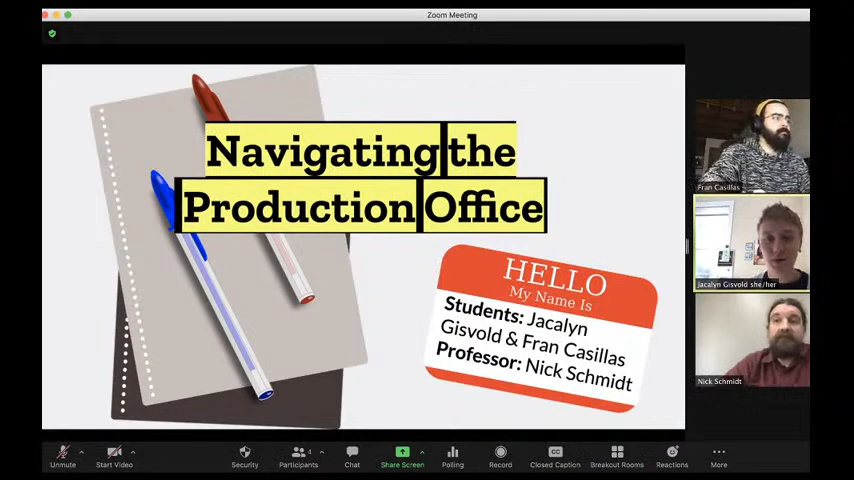 Zoom Meeting
Navigating the
Production Office
HELLO
My Name Is
Students: Jacalyn
Gisvold & Fran Casillas
Professor: Nick Schmidt
Fran Casillas
Jacalyn Gisvold she/her
Nick Schmidt
Unmute
Start Video
Security
Participants
4
Chat
Share Screen
Polling
Record
CC
Closed Caption
Breakout Rooms
Reactions
More